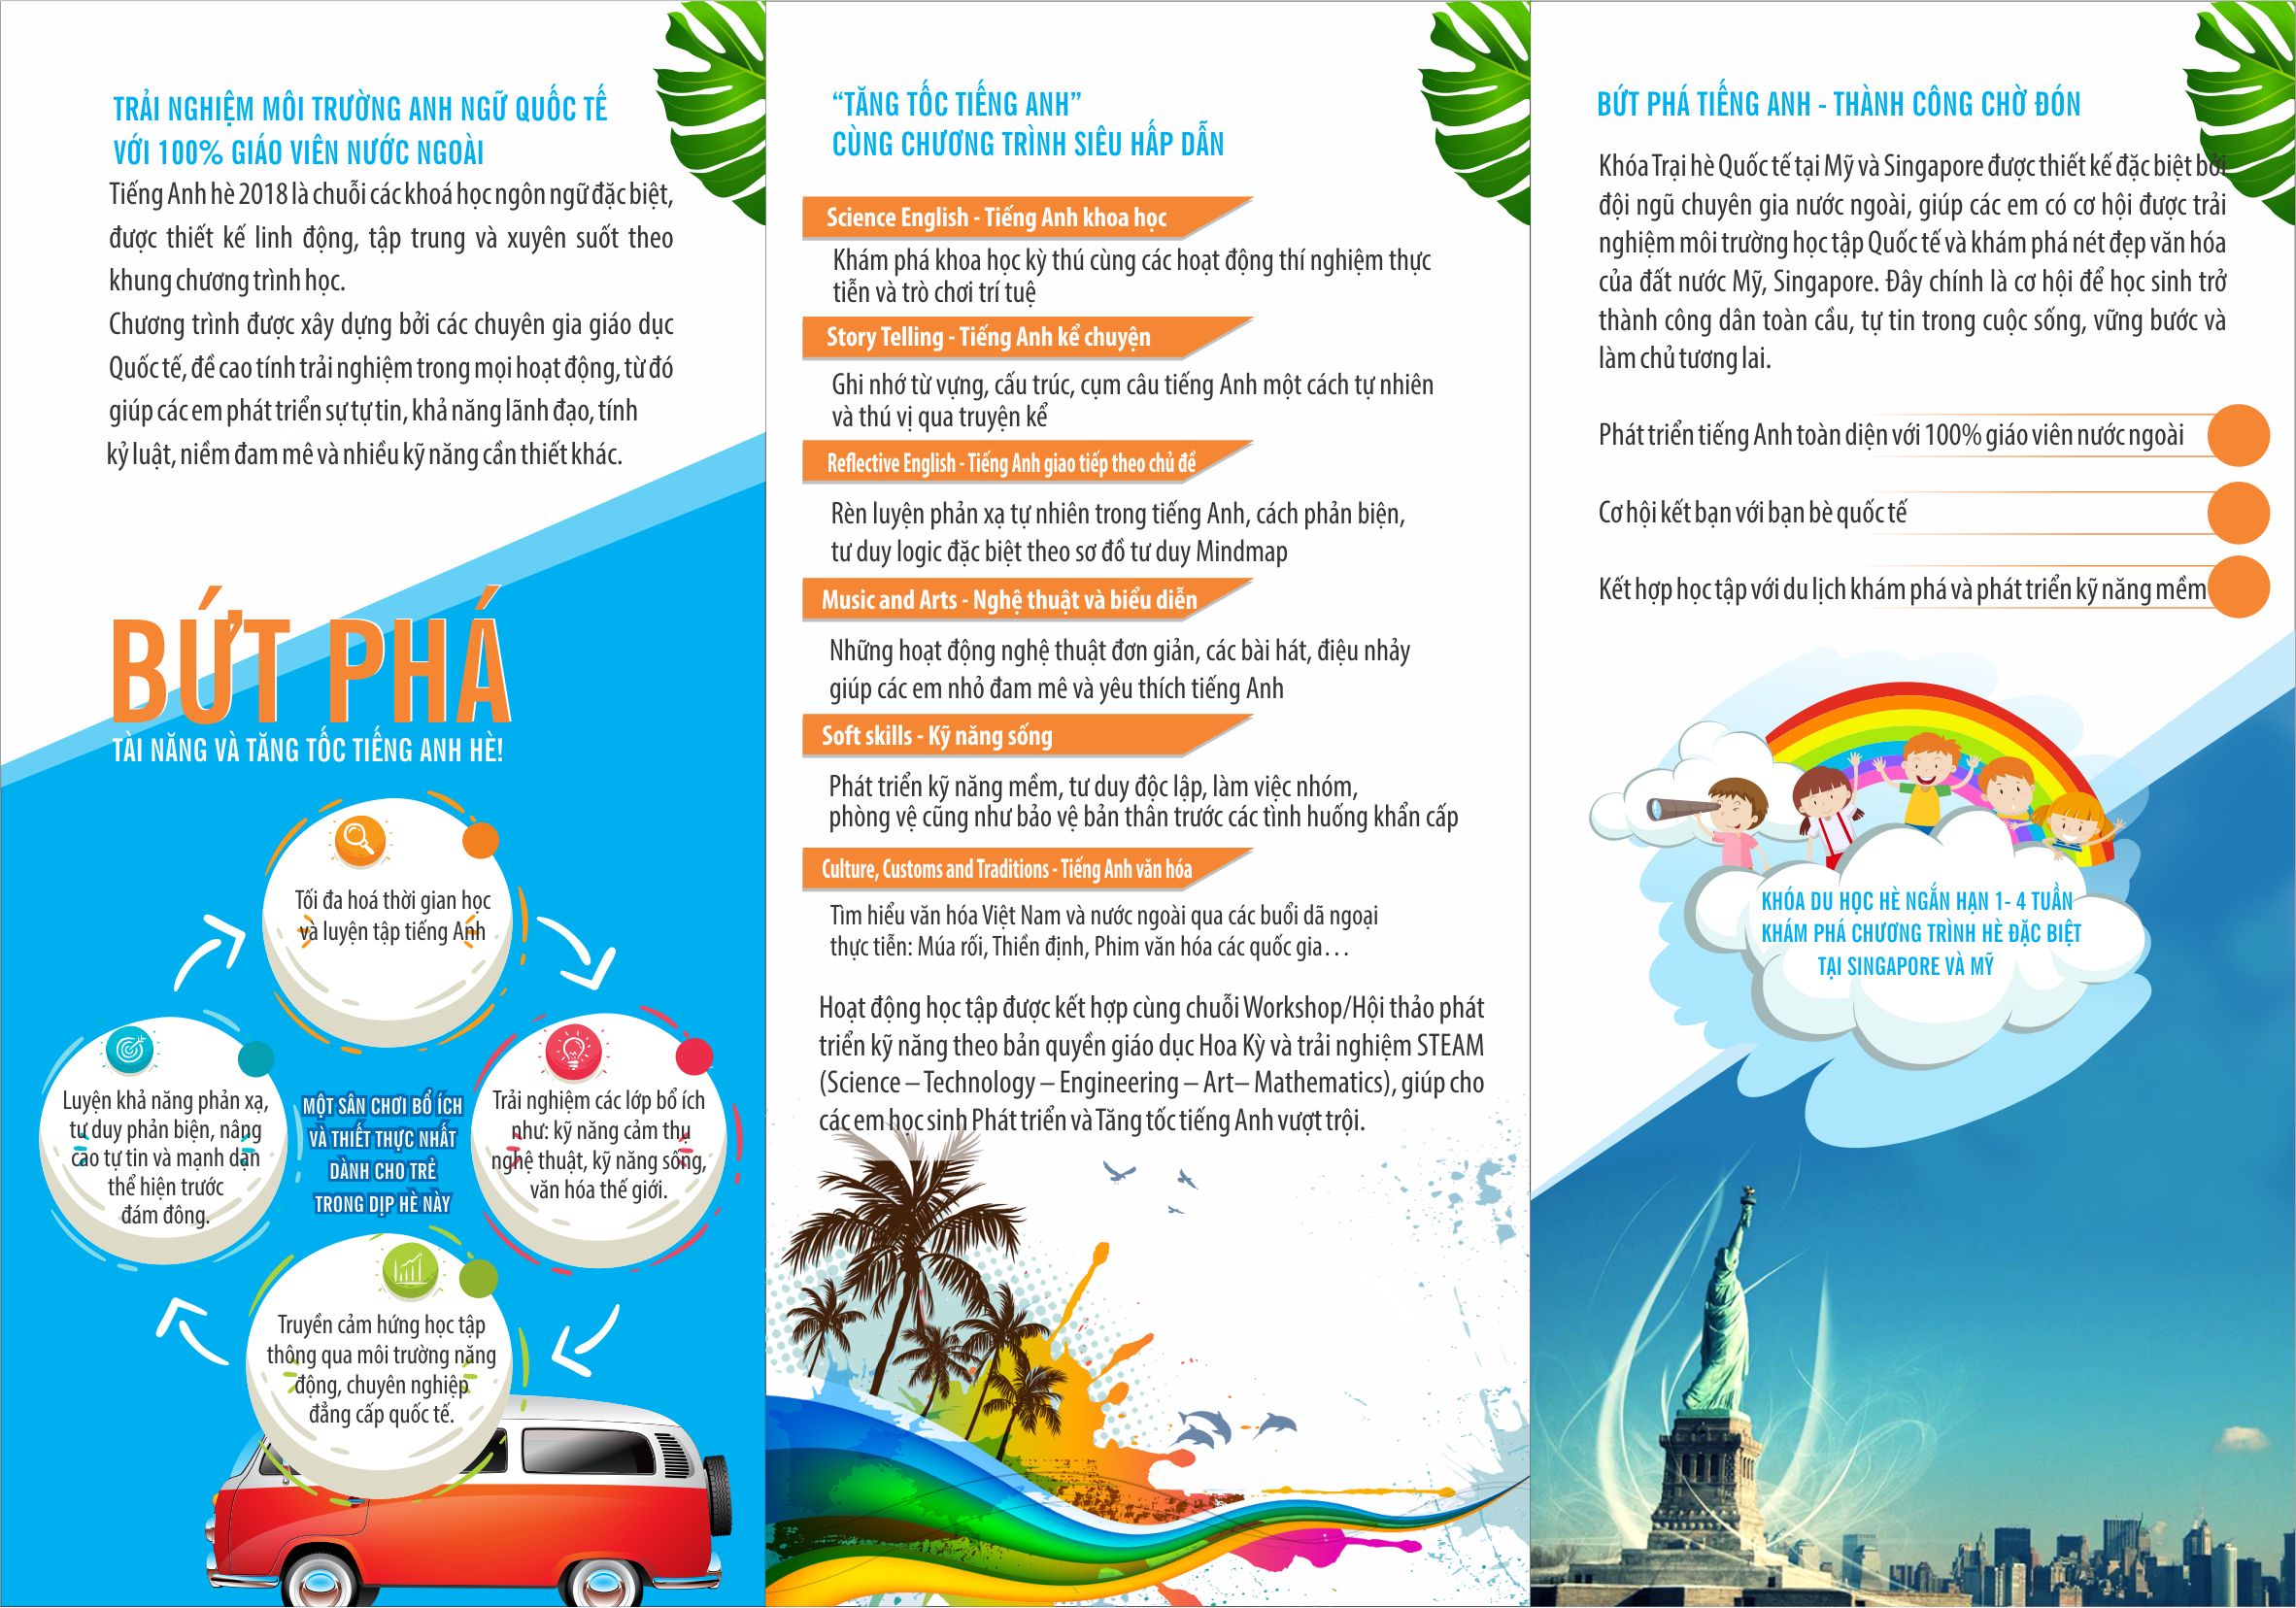 TRẢI NGHIỆM MÔI TRƯỜNG ANH NGỮ QUỐC TẾ
VỚI 100% GIÁO VIÊN NƯỚC NGOÀI
Tiếng Anh hè 2018 là chuỗi các khoá học ngôn ngữ đặc biệt,
được thiết kế linh động, tập trung và xuyên suốt theo
khung chương trình học.
Chương trình được xây dựng bởi các chuyên gia giáo dục
Quốc tế, đề cao tính trải nghiệm trong mọi hoạt động, từ đó
giúp các em phát triển sự tự tin, khả năng lãnh đạo, tính
kỷ luật, niềm đam mê và nhiều kỹ năng cần thiết khác.
BỨT PHÁ
TÀI NĂNG VÀ TĂNG TỐC TIẾNG ANH HÈ!
Tối đa hoá thời gian học
và luyện tập tiếng Anh
Luyện khả năng phản xạ,
tư duy phản biện, nâng
cao tự tin và mạnh dạn
thể hiện trước
đám đông.
MỘT SÂN CHƠI BỔ ÍCH
VÀ THIẾT THỰC NHẤT
DÀNH CHO TRẺ
TRONG DỊP HÈ NÀY
Trải nghiệm các lớp bổ ích
như: kỹ năng cảm thụ
nghệ thuật, kỹ năng sống,
văn hóa thế giới.
Truyền cảm hứng học tập
thông qua môi trường năng
động, chuyên nghiệp
đẳng cấp quốc tế.
“TĂNG TỐC TIẾNG ANH”
CÙNG CHƯƠNG TRÌNH SIÊU HẤP DẪN
Science English - Tiếng Anh khoa học
Khám phá khoa học kỳ thú cùng các hoạt động thí nghiệm thực
tiễn và trò chơi trí tuệ
Story Telling - Tiếng Anh kể chuyện
Ghi nhớ từ vựng, cấu trúc, cụm câu tiếng Anh một cách tự nhiên
và thú vị qua truyện kể
Reflective English - Tiếng Anh giao tiếp theo chủ đề
Rèn luyện phản xạ tự nhiên trong tiếng Anh, cách phản biện,
tư duy logic đặc biệt theo sơ đồ tư duy Mindmap
Music and Arts - Nghệ thuật và biểu diễn
Những hoạt động nghệ thuật đơn giản, các bài hát, điệu nhảy
giúp các em nhỏ đam mê và yêu thích tiếng Anh
Soft skills - Kỹ năng sống
Phát triển kỹ năng mềm, tư duy độc lập, làm việc nhóm,
phòng vệ cũng như bảo vệ bản thân trước các tình huống khẩn cấp
Culture, Customs and Traditions - Tiếng Anh văn hóa
Tìm hiểu văn hóa Việt Nam và nước ngoài qua các buổi dã ngoại
thực tiễn: Múa rối, Thiền định, Phim văn hóa các quốc gia…
Hoạt động học tập được kết hợp cùng chuỗi Workshop/Hội thảo phát
triển kỹ năng theo bản quyền giáo dục Hoa Kỳ và trải nghiệm STEAM
(Science – Technology – Engineering – Art– Mathematics), giúp cho
các em học sinh Phát triển và Tăng tốc tiếng Anh vượt trội.
BỨT PHÁ TIẾNG ANH - THÀNH CÔNG CHỜ ĐÓN
Khóa Trại hè Quốc tế tại Mỹ và Singapore được thiết kế đặc biệt bởi
đội ngũ chuyên gia nước ngoài, giúp các em có cơ hội được trải
nghiệm môi trường học tập Quốc tế và khám phá nét đẹp văn hóa
của đất nước Mỹ, Singapore. Đây chính là cơ hội để học sinh trở
thành công dân toàn cầu, tự tin trong cuộc sống, vững bước và
làm chủ tương lai.
Phát triển tiếng Anh toàn diện với 100% giáo viên nước ngoài
Cơ hội kết bạn với bạn bè quốc tế
Kết hợp học tập với du lịch khám phá và phát triển kỹ năng mềm
KHÓA DU HỌC HÈ NGẮN HẠN 1- 4 TUẦN
KHÁM PHÁ CHƯƠNG TRÌNH HÈ ĐẶC BIỆT
TẠI SINGAPORE VÀ MỸ